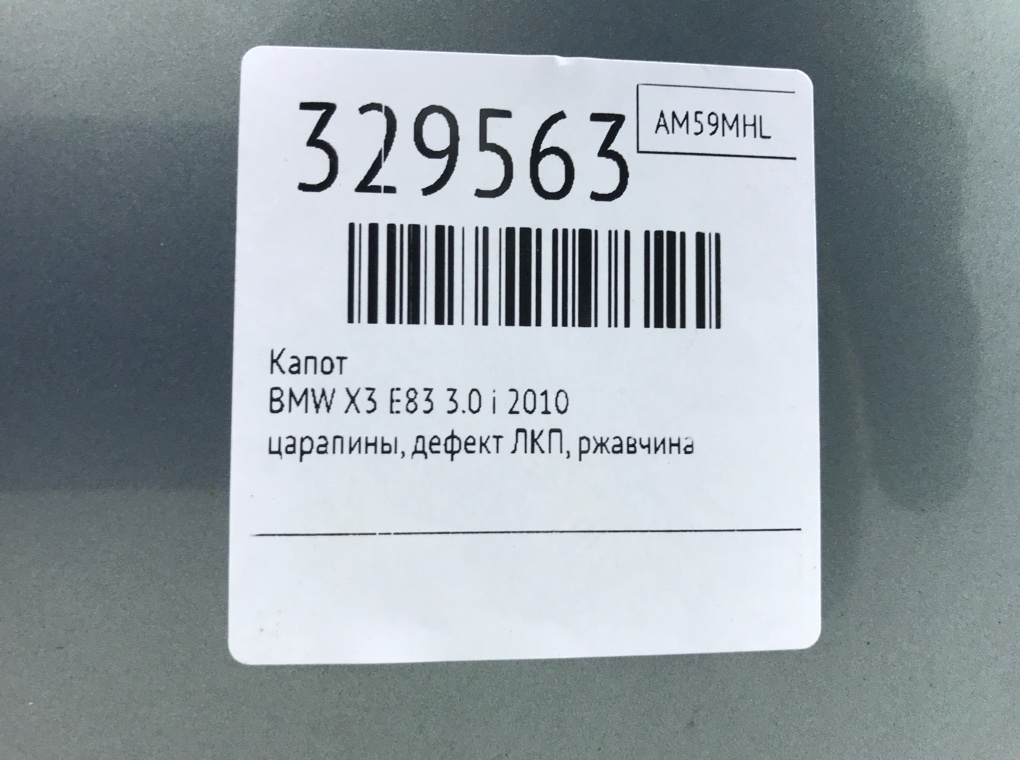 329563
AM59MHL
Капот
BMW X3 E83 3.0 i 2010
царапины, дефект ЛКП, ржавчина